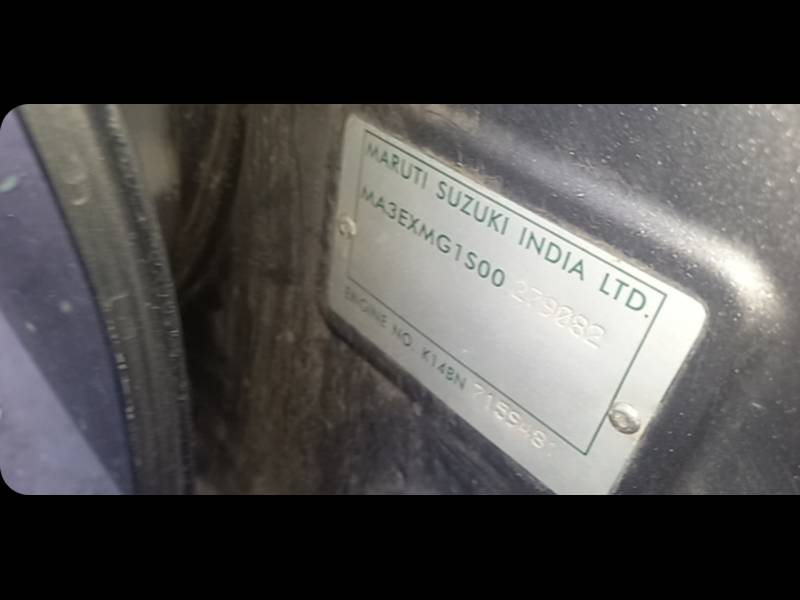 MARUTI SUZUKI INDIA LTD.
MA3EXMG1S00 279082
ENGINE NO. K14BN